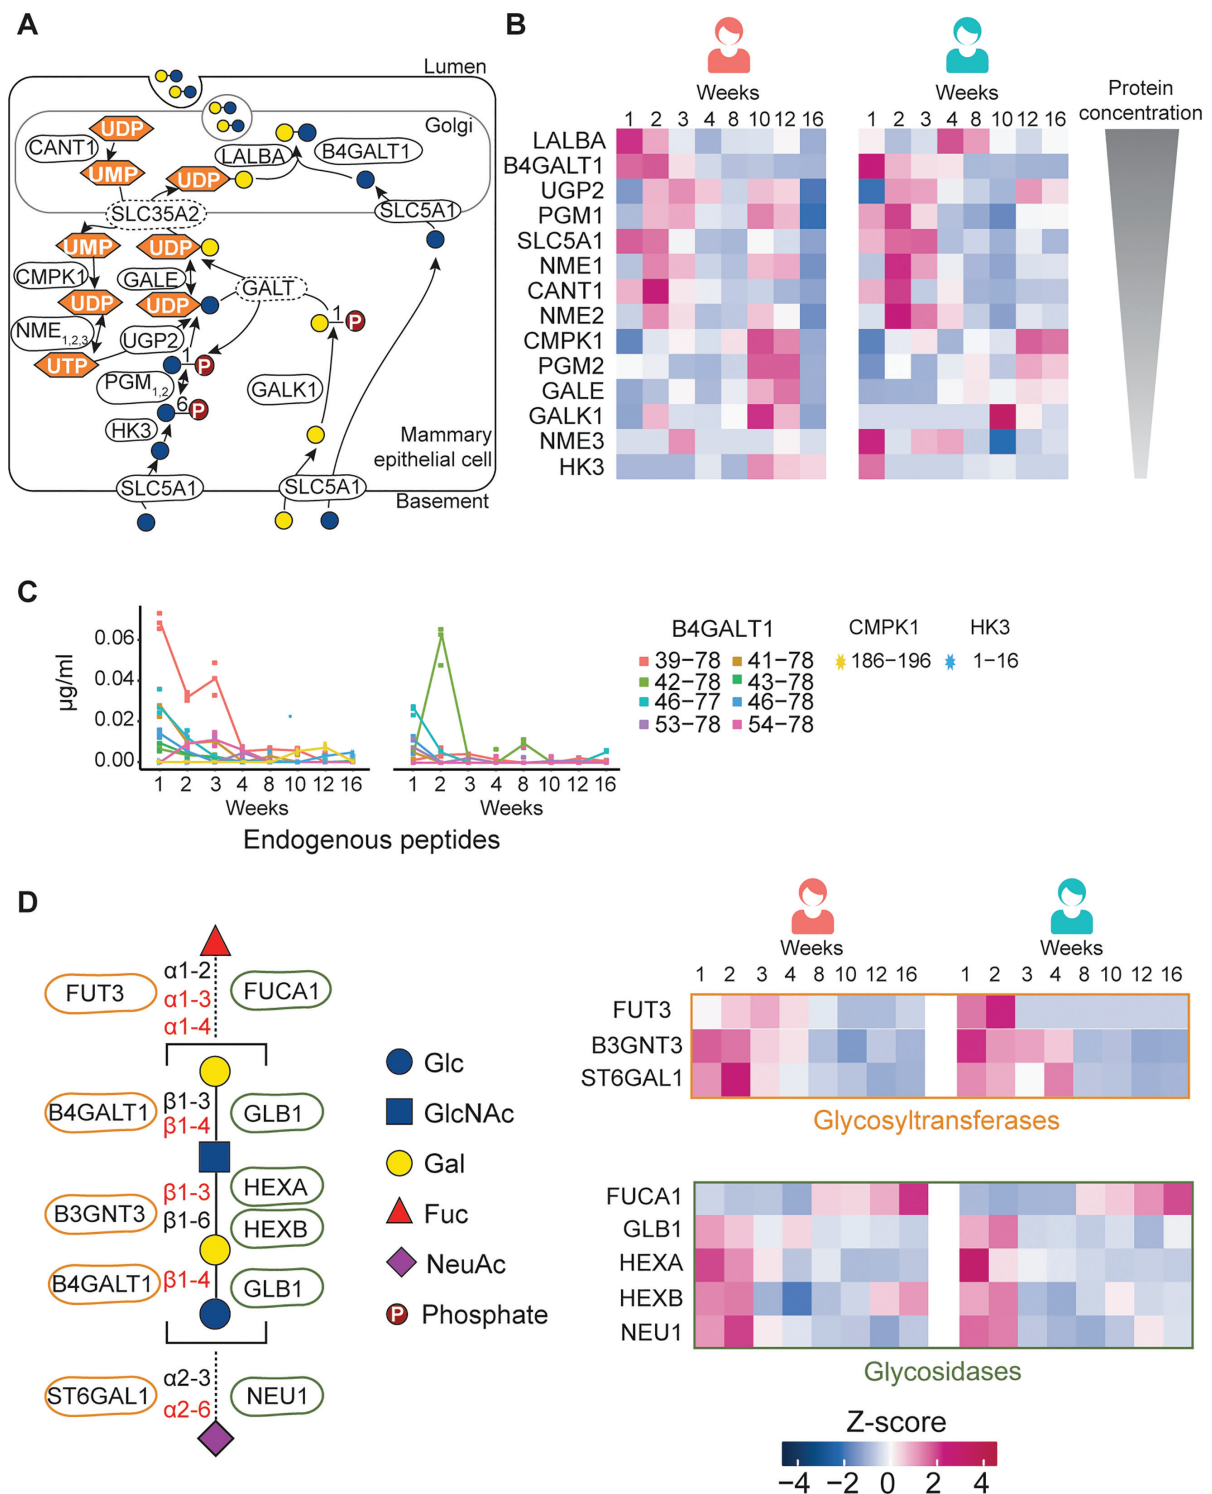 A
Lumen
Golgi
UDP
CANT1
UMP
UDP
LALBA
B4GALT1
SLC35A2
SLC5A1
UMP
UDP
CMPK1
GALE
GALT
UDP
UDP
NME1,2,3
UGP2
1 P
UTP
1 P
PGM1,2
6 P
GALK1
HK3
Mammary
epithelial cell
SLC5A1
SLC5A1
Basement
B
Weeks
Weeks
Protein
concentration
1 2 3 4 8 10 12 16
1 2 3 4 8 10 12 16
LALBA
B4GALT1
UGP2
PGM1
SLC5A1
NME1
CANT1
NME2
CMPK1
PGM2
GALE
GALK1
NME3
HK3
C
µg/ml
0.06
0.04
0.02
0.00
1 2 3 4 8 10 12 16
Weeks
1 2 3 4 8 10 12 16
Weeks
Endogenous peptides
B4GALT1
CMPK1
HK3
39–78
41–78
186–196
1–16
42–78
43–78
46–77
46–78
53–78
54–78
D
FUT3
α1-2
α1-3
α1-4
FUCA1
B4GALT1
β1-3
β1-4
GLB1
B3GNT3
β1-3
β1-6
HEXA
HEXB
B4GALT1
β1-4
GLB1
ST6GAL1
α2-3
α2-6
NEU1
Glc
GlcNAc
Gal
Fuc
NeuAc
P Phosphate
Weeks
Weeks
1 2 3 4 8 10 12 16
1 2 3 4 8 10 12 16
FUT3
B3GNT3
ST6GAL1
Glycosyltransferases
FUCA1
GLB1
HEXA
HEXB
NEU1
Glycosidases
Z-score
−4 −2 0 2 4